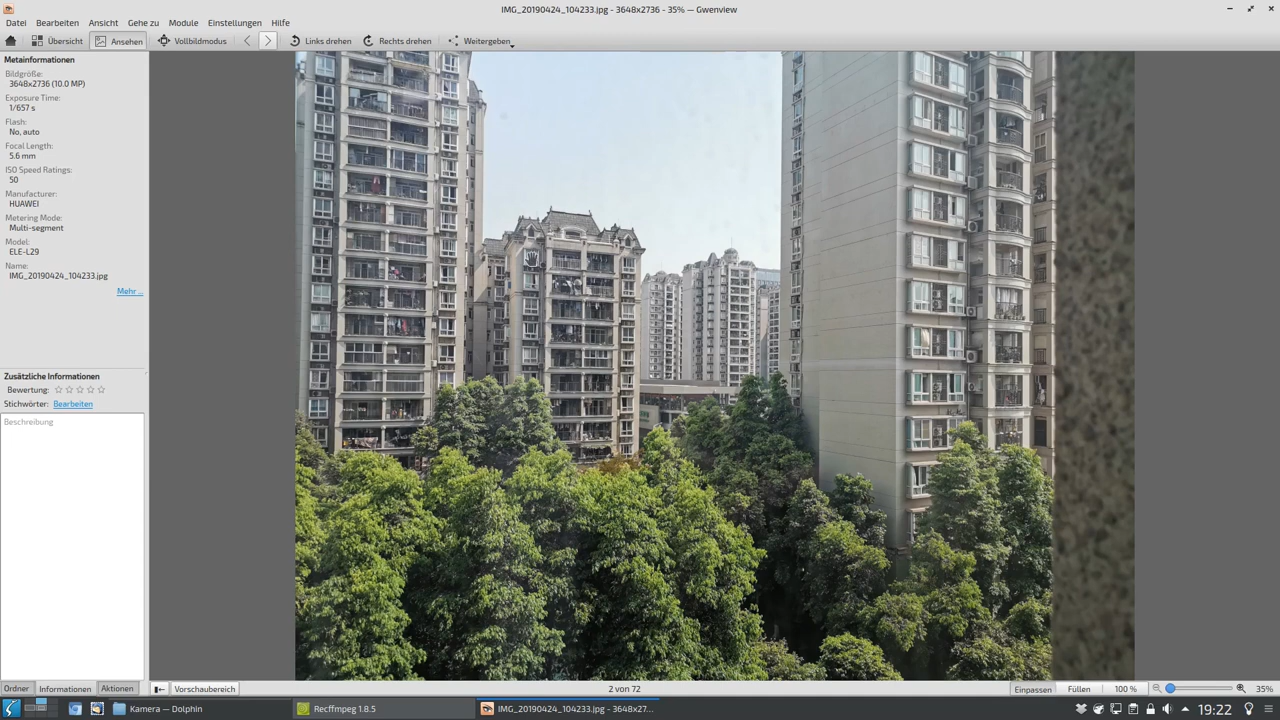 IMG_20190424_104233.jpg - 3648x2736 - 35% — Gwenview
Datei Bearbeiten Ansicht Gehe zu Module Einstellungen Hilfe
Übersicht Ansehen Vollbildmodus Links drehen Rechts drehen Weitergeben
Metainformationen
Bildgröße:
3648x2736 (10.0 MP)
Exposure Time:
1/657 s
Flash:
No, auto
Focal Length:
5.6 mm
ISO Speed Ratings:
50
Manufacturer:
HUAWEI
Metering Mode:
Multi-segment
Model:
ELE-L29
Name:
IMG_20190424_104233.jpg
Mehr ...
Zusätzliche Informationen
Bewertung:
Stichwörter: Bearbeiten
Beschreibung
Ordner Informationen Aktionen Vorschaubereich 2 von 72 Einpassen Füllen 100 % 35%
Kamera — Dolphin Recffmpeg 1.8.5 IMG_20190424_104233.jpg - 3648x27... 19:22